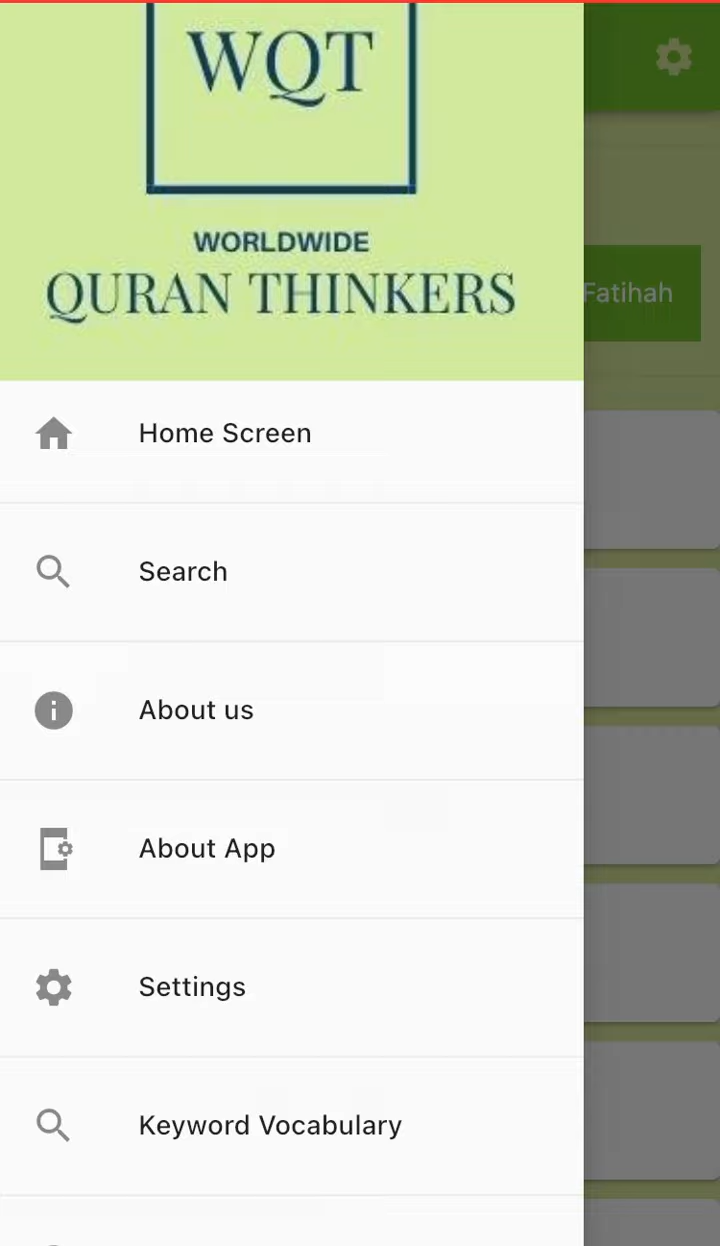 WQT
WORLDWIDE
QURAN THINKERS
Fatihah
Home Screen
Search
About us
About App
Settings
Keyword Vocabulary